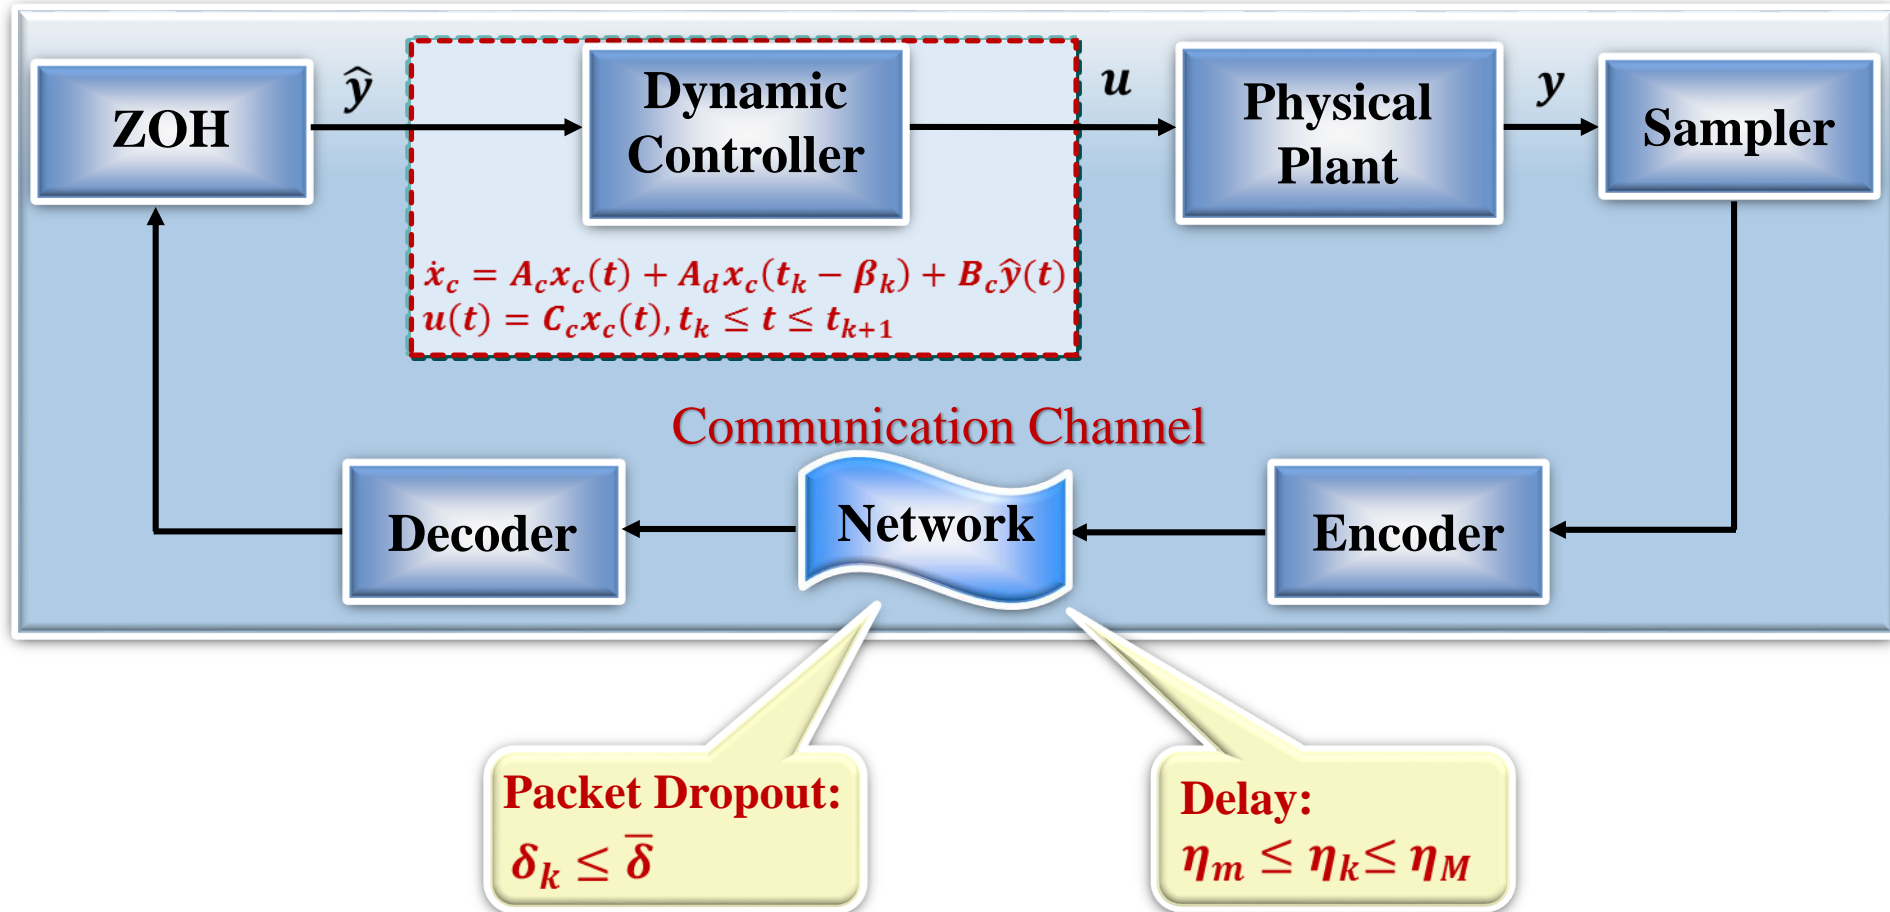 ZOH
ŷ
Dynamic
Controller
u
Physical
Plant
y
Sampler
ẋ_c = A_c x_c(t) + A_d x_c(t_k − β_k) + B_c ŷ(t)
u(t) = C_c x_c(t), t_k ≤ t ≤ t_{k+1}
Communication Channel
Decoder
Network
Encoder
Packet Dropout:
δ_k ≤ δ̅
Delay:
η_m ≤ η_k ≤ η_M